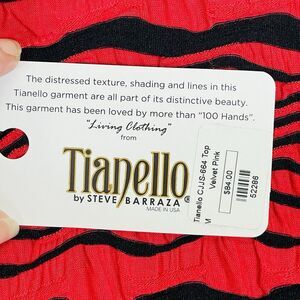 The distressed texture, shading and lines in this
Tianello garment are all part of its distinctive beauty.
This garment has been loved by more than "100 Hands".
"Living Clothing"
from
Tianello
by STEVE BARRAZA
MADE IN USA
Tianello CJJS-664 Top
Velvet Pink
M
$84.00
52286